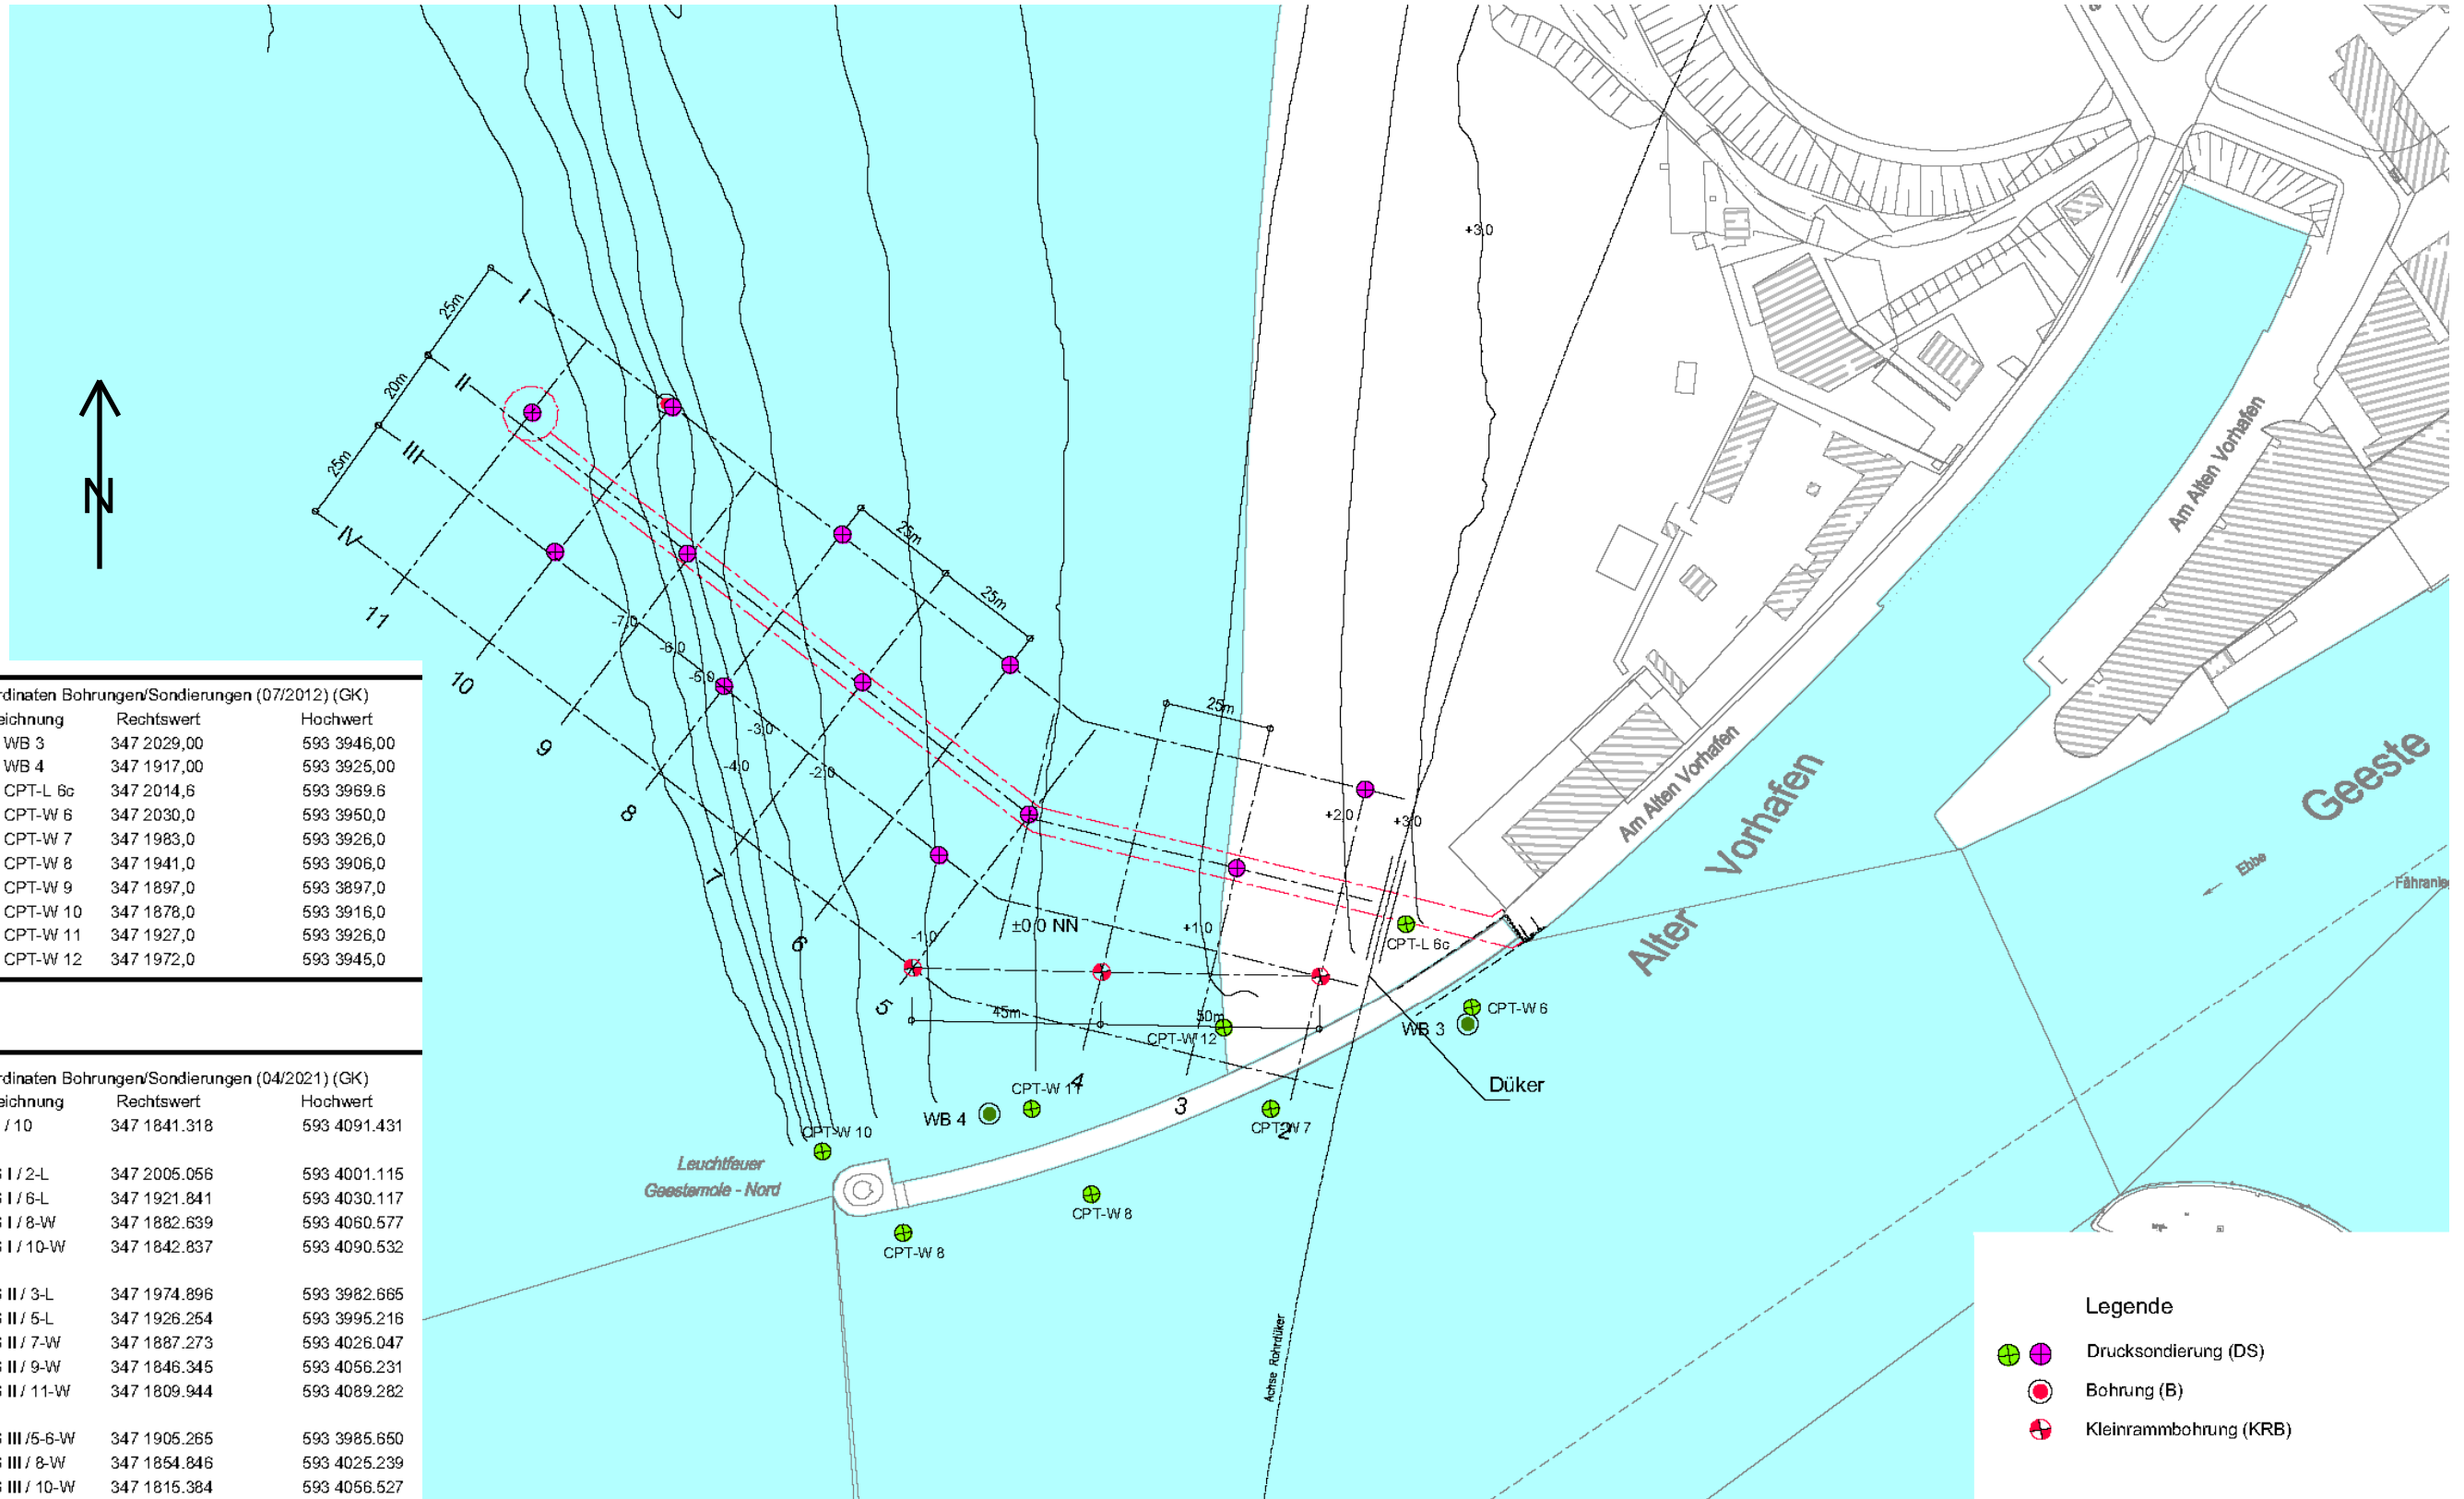 +3,0
25m
I
20m
II
25m
III
IV
N
25m
25m
11
10
9
8
7
6
5
4
3
2
-7,0
-6,0
-5,0
-3,0
-4,0
-2,0
-1,0
±0,0 NN
+1,0
+2,0
+3,0
25m
45m
50m
CPT-L 6c
CPT-W 6
WB 3
CPT-W 12
CPT-W 11
WB 4
CPT-W 10
CPT-W 7
CPT-W 8
CPT-W 8
Düker
Leuchtfeuer
Geestemole - Nord
Achse Rohrdüker
Am Alten Vorhafen
Am Alten Vorhafen
Alter Vorhafen
Geeste
Ebbe
Fähranle
rdinaten Bohrungen/Sondierungen (07/2012) (GK)
eichnung Rechtswert Hochwert
WB 3 347 2029,00 593 3946,00
WB 4 347 1917,00 593 3925,00
CPT-L 6c 347 2014,6 593 3969.6
CPT-W 6 347 2030,0 593 3950,0
CPT-W 7 347 1983,0 593 3926,0
CPT-W 8 347 1941,0 593 3906,0
CPT-W 9 347 1897,0 593 3897,0
CPT-W 10 347 1878,0 593 3916,0
CPT-W 11 347 1927,0 593 3926,0
CPT-W 12 347 1972,0 593 3945,0
rdinaten Bohrungen/Sondierungen (04/2021) (GK)
eichnung Rechtswert Hochwert
/ 10 347 1841.318 593 4091.431
I / 2-L 347 2005.056 593 4001.115
I / 6-L 347 1921.841 593 4030.117
I / 8-W 347 1882.639 593 4060.577
I / 10-W 347 1842.837 593 4090.532
II / 3-L 347 1974.896 593 3982.665
II / 5-L 347 1926.254 593 3995.216
II / 7-W 347 1887.273 593 4026.047
II / 9-W 347 1846.345 593 4056.231
II / 11-W 347 1809.944 593 4089.282
III /5-6-W 347 1905.265 593 3985.650
III / 8-W 347 1854.846 593 4025.239
III / 10-W 347 1815.384 593 4056.527
Legende
Drucksondierung (DS)
Bohrung (B)
Kleinrammbohrung (KRB)